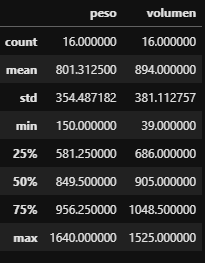 peso volumen
count 16.000000 16.000000
mean 801.312500 894.000000
std 354.487182 381.112757
min 150.000000 39.000000
25% 581.250000 686.000000
50% 849.500000 905.000000
75% 956.250000 1048.500000
max 1640.000000 1525.000000